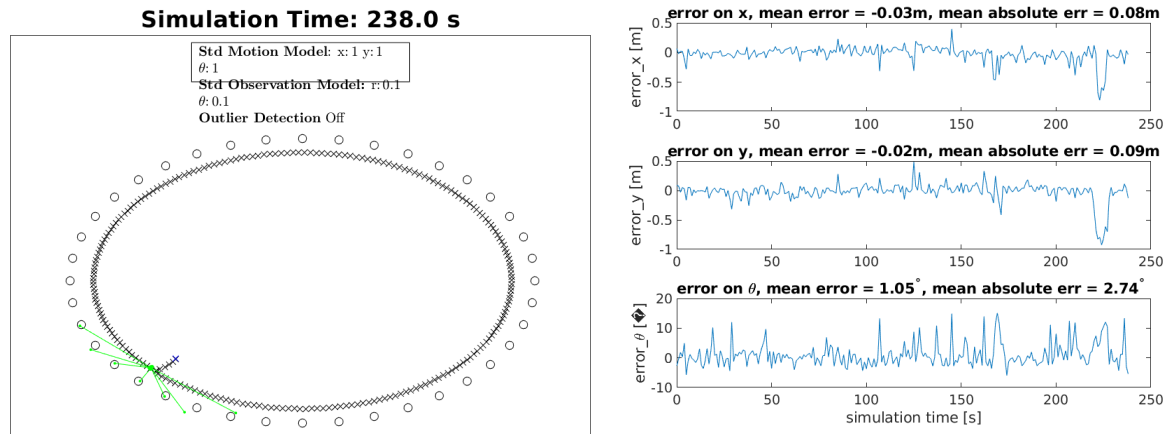 Simulation Time: 238.0 s
Std Motion Model: x:1 y:1
θ:1
Std Observation Model: r:0.1
θ:0.1
Outlier Detection Off
error on x, mean error = -0.03m, mean absolute err = 0.08m
error_x [m]
0.5
0
-0.5
-1
0 50 100 150 200 250
error on y, mean error = -0.02m, mean absolute err = 0.09m
error_y [m]
0.5
0
-0.5
-1
0 50 100 150 200 250
error on θ, mean error = 1.05°, mean absolute err = 2.74°
error_θ [�]
20
10
0
-10
0 50 100 150 200 250
simulation time [s]